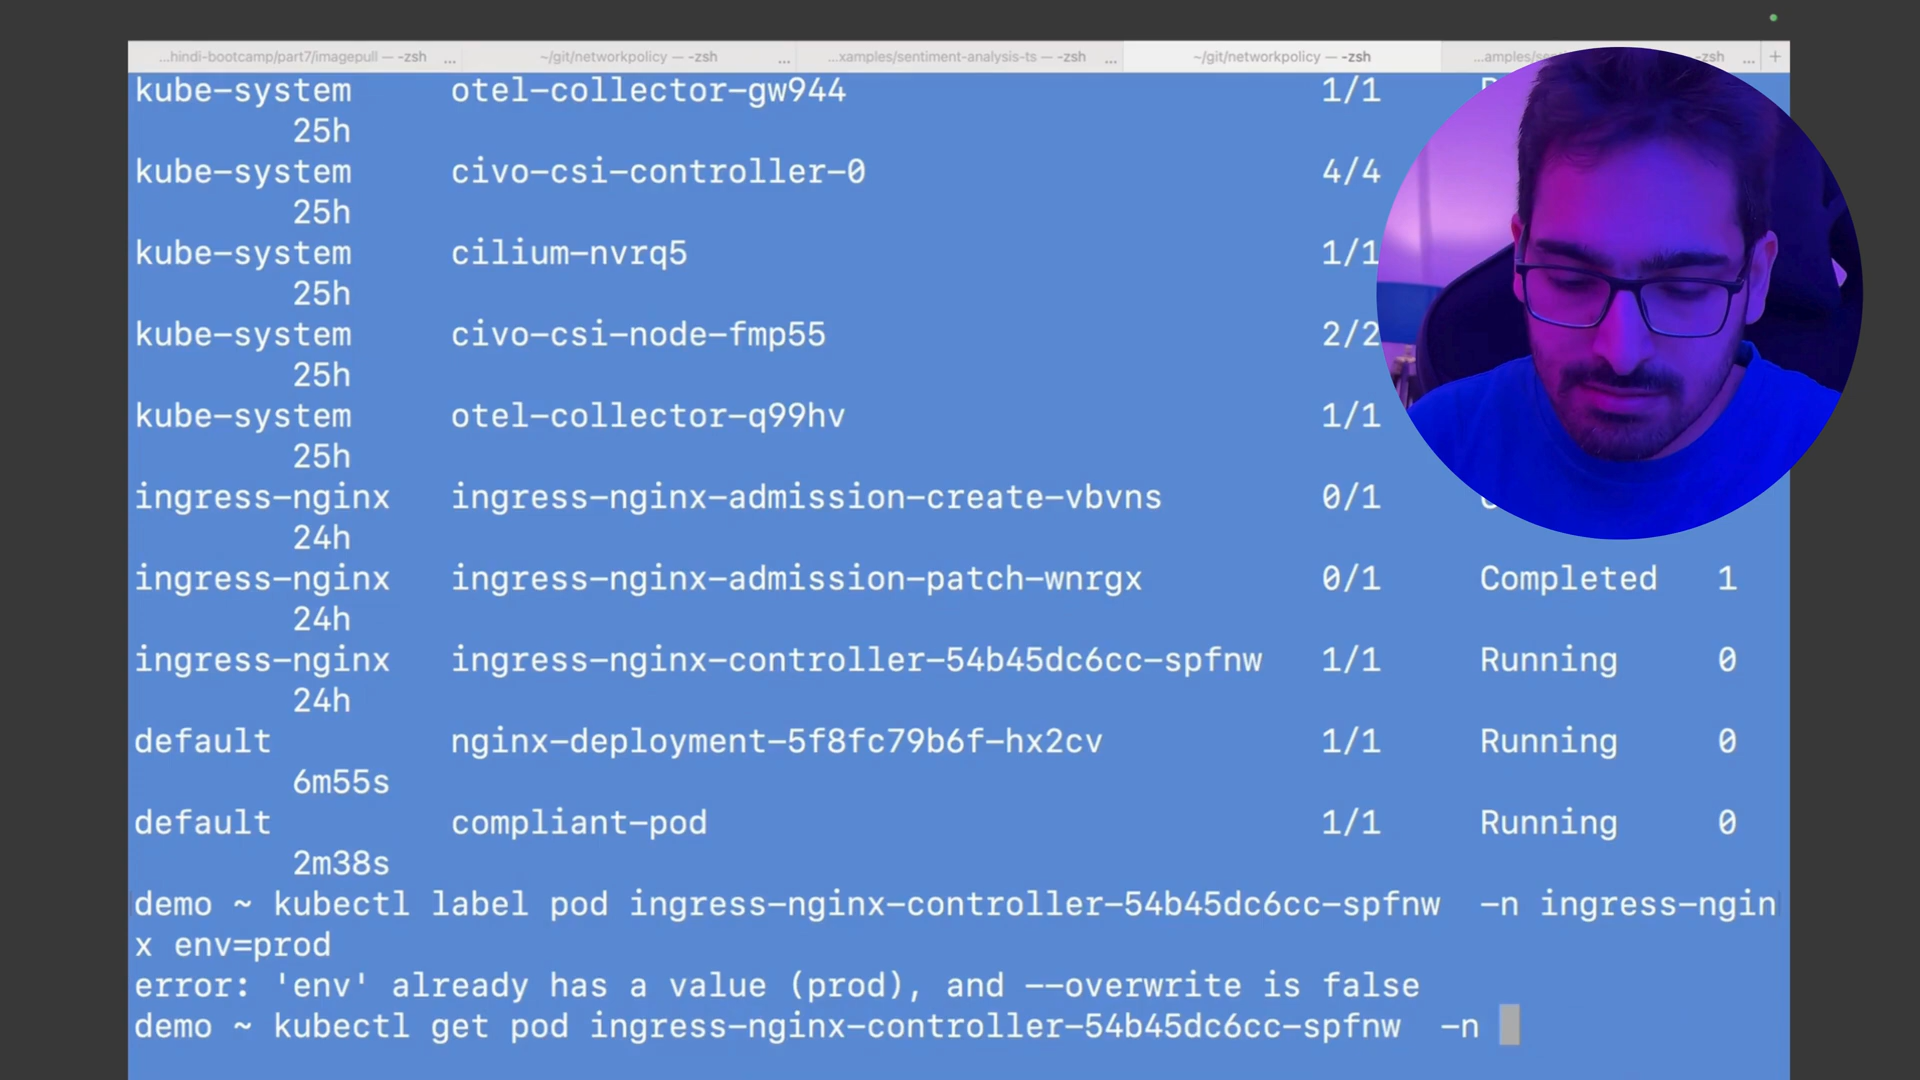 ...hindi-bootcamp/part7/imagepull — -zsh ... ~/git/networkpolicy — -zsh ... ...xamples/sentiment-analysis-ts — -zsh ... ~/git/networkpolicy — -zsh -zsh ... +
kube-system otel-collector-gw944 1/1
25h
kube-system civo-csi-controller-0 4/4
25h
kube-system cilium-nvrq5 1/1
25h
kube-system civo-csi-node-fmp55 2/2
25h
kube-system otel-collector-q99hv 1/1
25h
ingress-nginx ingress-nginx-admission-create-vbvns 0/1
24h
ingress-nginx ingress-nginx-admission-patch-wnrgx 0/1 Completed 1
24h
ingress-nginx ingress-nginx-controller-54b45dc6cc-spfnw 1/1 Running 0
24h
default nginx-deployment-5f8fc79b6f-hx2cv 1/1 Running 0
6m55s
default compliant-pod 1/1 Running 0
2m38s
demo ~ kubectl label pod ingress-nginx-controller-54b45dc6cc-spfnw -n ingress-ngin
x env=prod
error: 'env' already has a value (prod), and --overwrite is false
demo ~ kubectl get pod ingress-nginx-controller-54b45dc6cc-spfnw -n